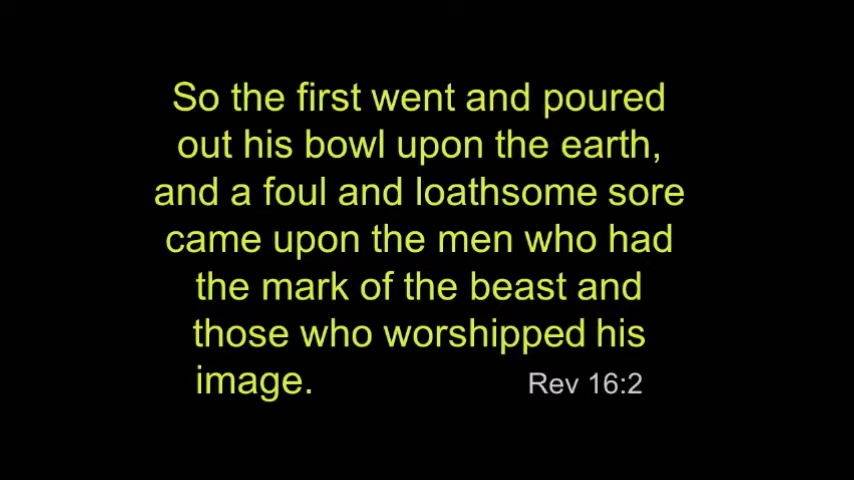 So the first went and poured
out his bowl upon the earth,
and a foul and loathsome sore
came upon the men who had
the mark of the beast and
those who worshipped his
image. Rev 16:2